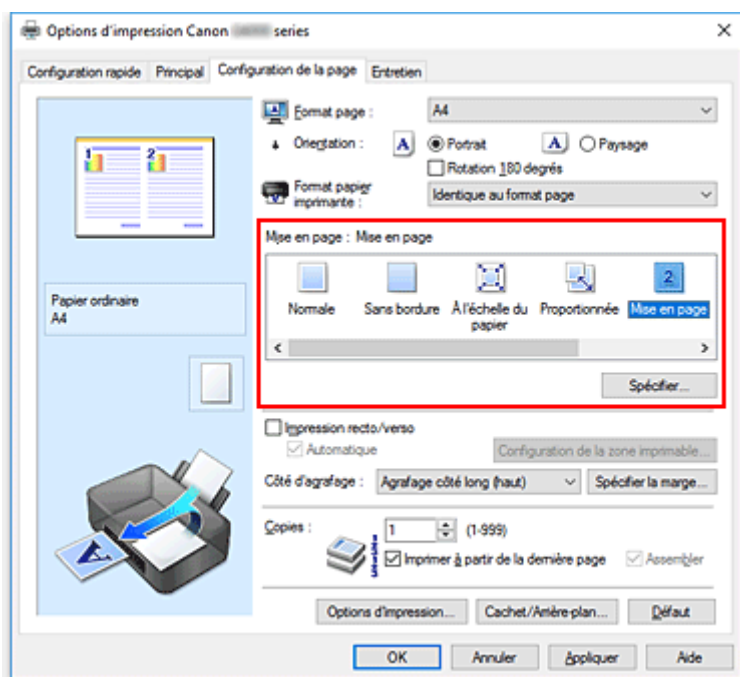 Options d'impression Canon series
Configuration rapide Principal Configuration de la page Entretien
1 2
Papier ordinaire
A4
Format page : A4
Orientation : A Portrait A Paysage
Rotation 180 degrés
Format papier
imprimante : Identique au format page
Mise en page : Mise en page
2
Normale Sans bordure À l'échelle du
papier Proportionnée Mise en page
Spécifier...
Impression recto/verso
Automatique Configuration de la zone imprimable...
Côté d'agrafage : Agrafage côté long (haut) Spécifier la marge...
Copies : 1 (1-999)
Imprimer à partir de la dernière page Assembler
Options d'impression... Cachet/Arrière-plan... Défaut
OK Annuler Appliquer Aide